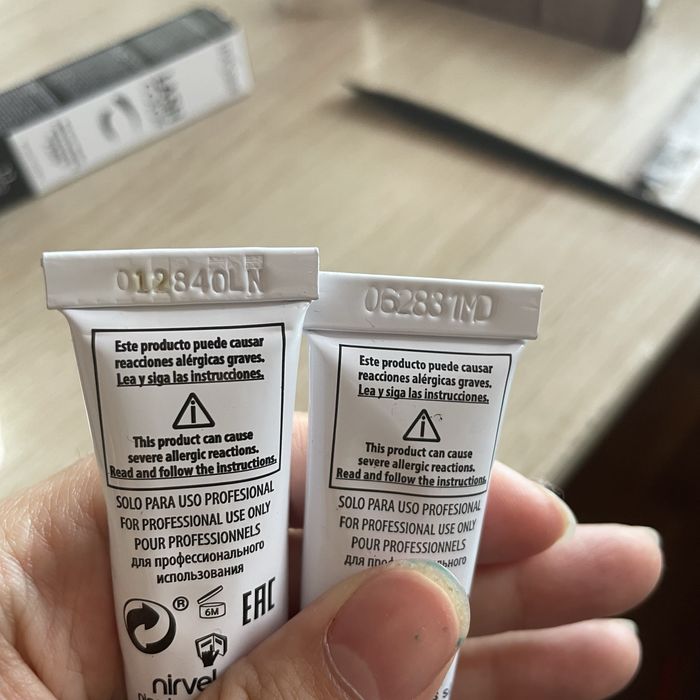 012840LN
Este producto puede causar
reacciones alérgicas graves.
Lea y siga las instrucciones.
This product can cause
severe allergic reactions.
Read and follow the instructions.
SOLO PARA USO PROFESIONAL
FOR PROFESSIONAL USE ONLY
POUR PROFESSIONNELS
для профессионального
использования
®
6M
EAC
nirvel
062831MD
Este producto puede causar
reacciones alérgicas graves.
Lea y siga las instrucciones.
This product can cause
severe allergic reactions.
Read and follow the instructions
SOLO PARA USO PROFESIONAL
FOR PROFESSIONAL USE ONLY
POUR PROFESSIONNELS
для